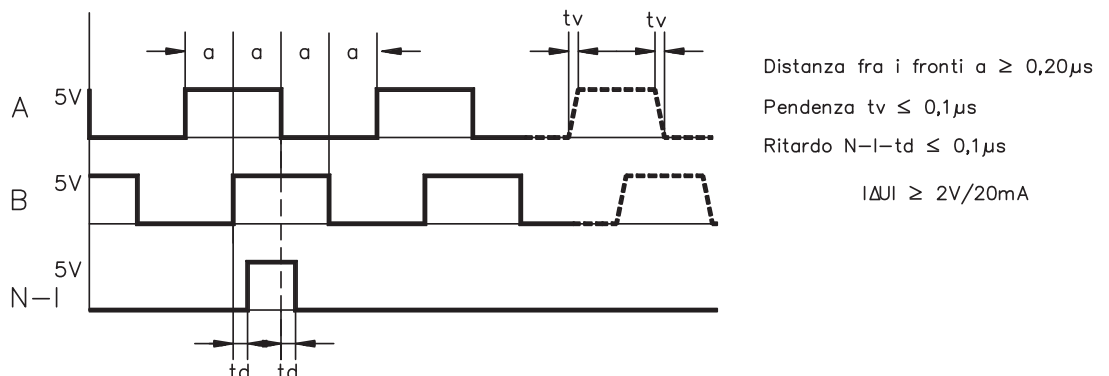 tv tv
a a a a
A 5V
B 5V
N-I 5V
td td
Distanza fra i fronti a ≥ 0,20µs
Pendenza tv ≤ 0,1µs
Ritardo N-I-td ≤ 0,1µs
IΔUI ≥ 2V/20mA